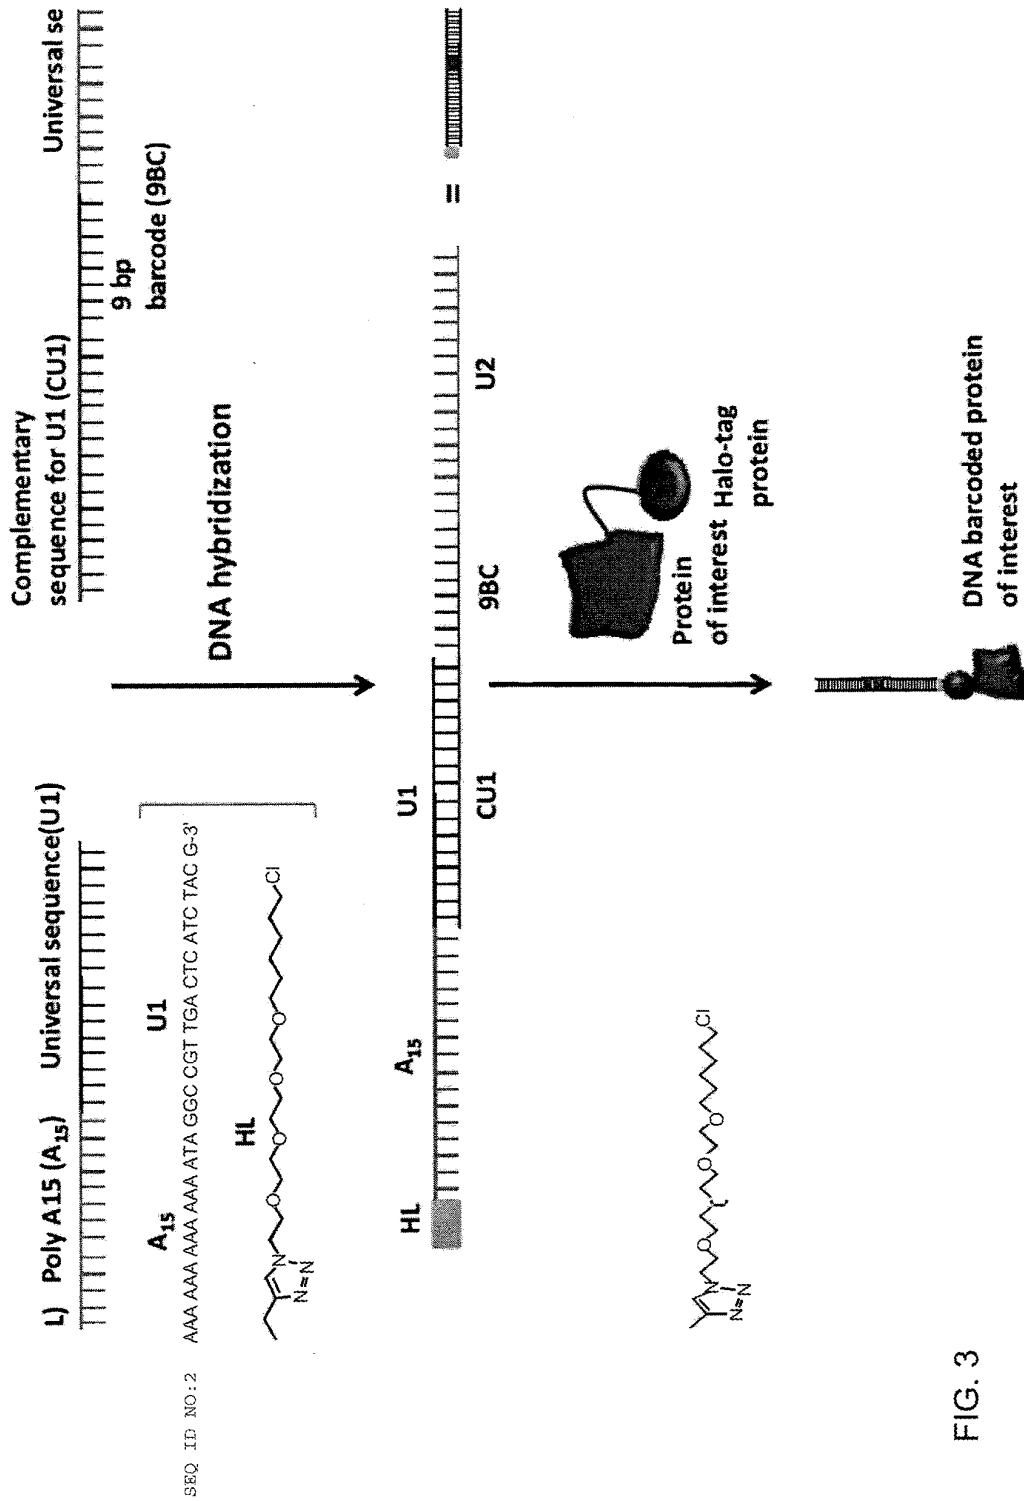 L) Poly A15 (A15)
Universal sequence(U1)
Complementary
sequence for U1 (CU1)
9 bp
barcode (9BC)
Universal se
A15
U1
SEQ ID NO:2 AAA AAA AAA AAA AAA ATA GGC CGT TGA CTC ATC TAC G-3'
HL
N
N=N
O
O
O
O
Cl
DNA hybridization
HL
A15
U1
CU1
9BC
U2
=
N
N=N
O
O
O
Cl
Protein
of interest
Halo-tag
protein
DNA barcoded protein
of interest
FIG. 3